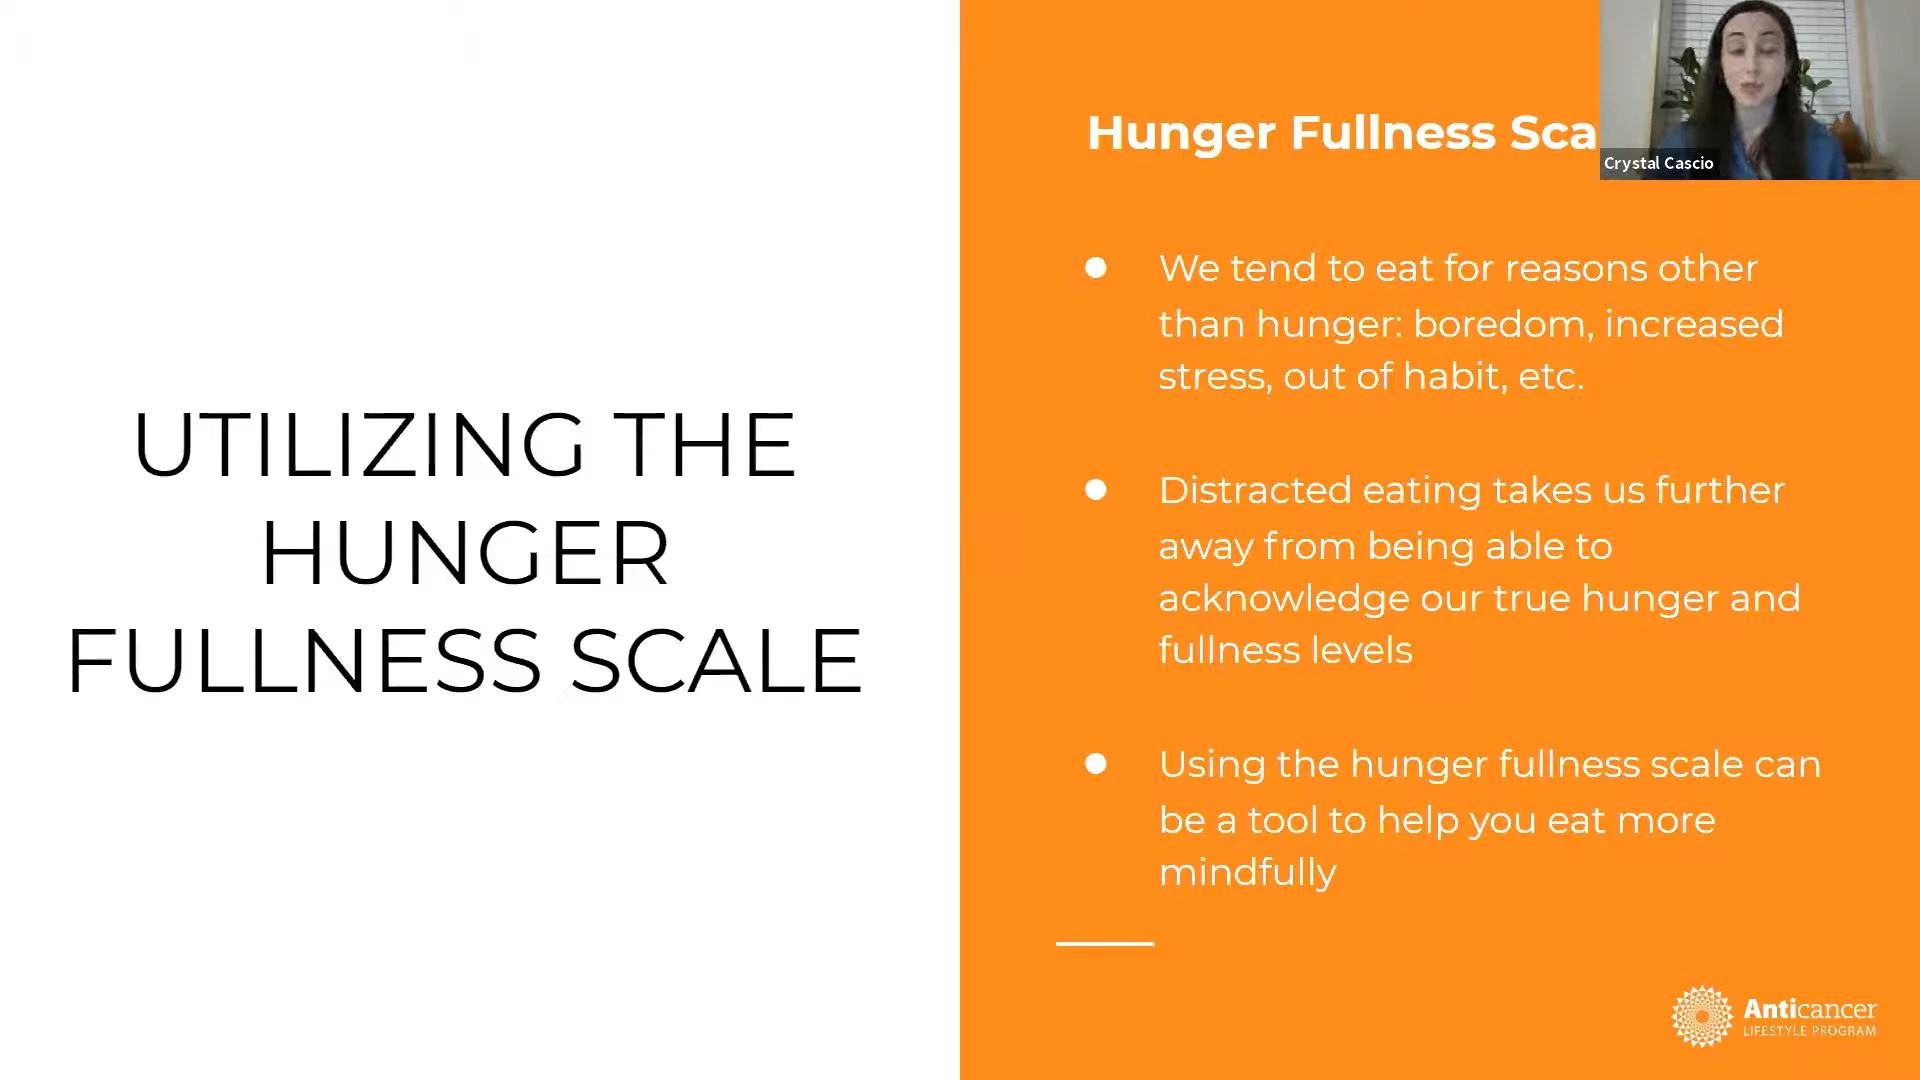 UTILIZING THE
HUNGER
FULLNESS SCALE
Hunger Fullness Sca
Crystal Cascio
● We tend to eat for reasons other
than hunger: boredom, increased
stress, out of habit, etc.
● Distracted eating takes us further
away from being able to
acknowledge our true hunger and
fullness levels
● Using the hunger fullness scale can
be a tool to help you eat more
mindfully
Anticancer
LIFESTYLE PROGRAM